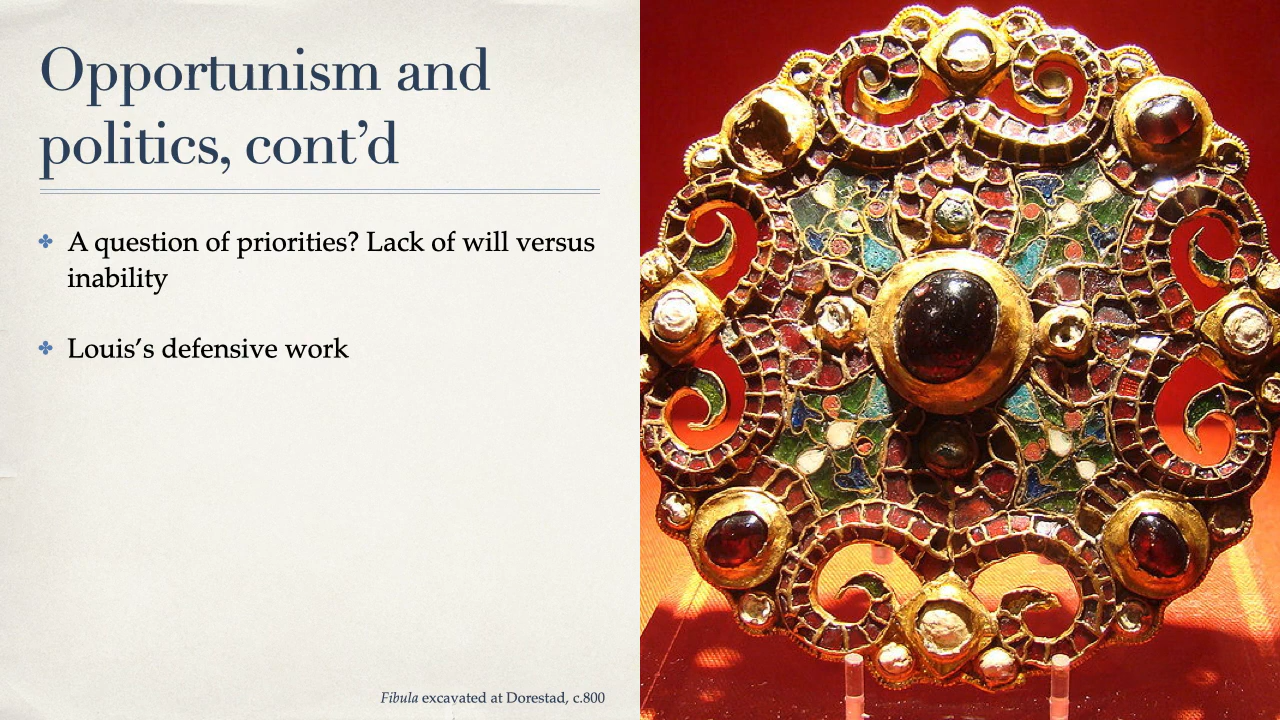 Opportunism and
politics, cont’d
A question of priorities? Lack of will versus
inability
Louis’s defensive work
Fibula excavated at Dorestad, c.800